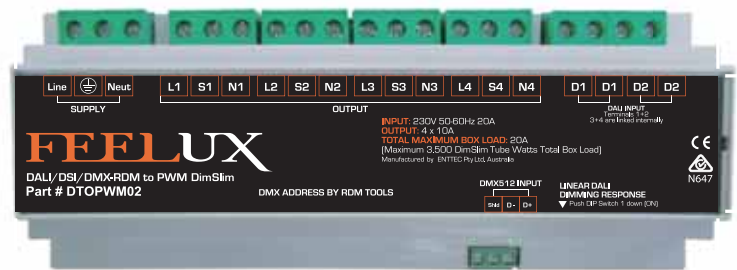 Line Neut L1 S1 N1 L2 S2 N2 L3 S3 N3 L4 S4 N4 D1 D1 D2 D2
SUPPLY
OUTPUT
DALI INPUT
Terminals 1+2
3+4 are linked internally
INPUT: 230V 50-60Hz 20A
OUTPUT: 4 x 10A
TOTAL MAXIMUM BOX LOAD: 20A
(Maximum 3,500 DimSlim Tube Watts Total Box Load)
Manufactured by ENTTEC Pty Ltd, Australia
FEELUX
DALI/DSI/DMX-RDM to PWM DimSlim
Part # DTOPWM02
DMX ADDRESS BY RDM TOOLS
DMX512 INPUT
Shld D- D+
LINEAR DALI
DIMMING RESPONSE
▼ Push DIP Switch 1 down (ON)
CE
N647